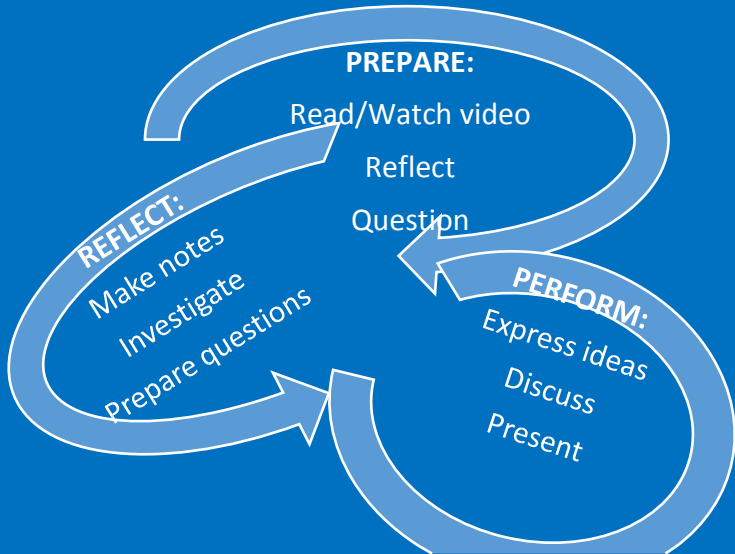 PREPARE:
Read/Watch video
Reflect
Question
REFLECT:
Make notes
Investigate
Prepare questions
PERFORM:
Express ideas
Discuss
Present